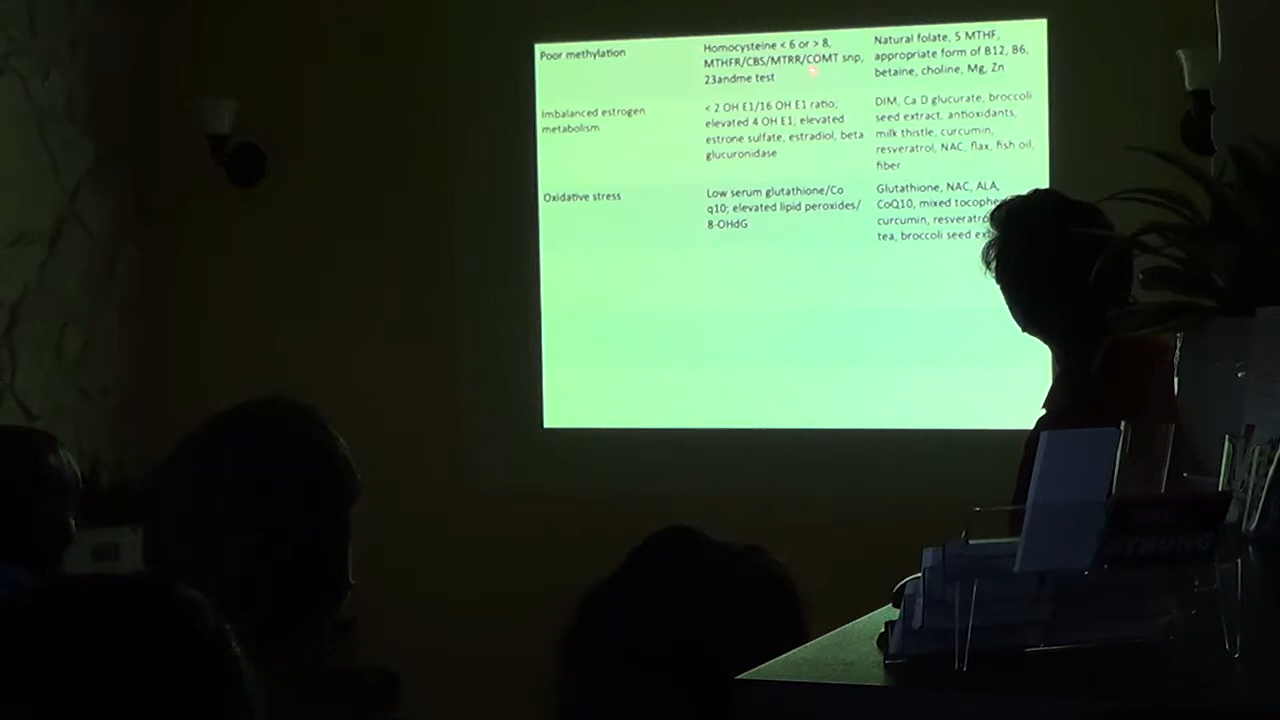 Poor methylation
Homocysteine < 6 or > 8,
MTHFR/CBS/MTRR/COMT snp,
23andme test
Natural folate, 5 MTHF,
appropriate form of B12, B6,
betaine, choline, Mg, Zn
Imbalanced estrogen
metabolism
< 2 OH E1/16 OH E1 ratio;
elevated 4 OH E1; elevated
estrone sulfate, estradiol, beta
glucuronidase
DIM, Ca D glucurate, broccoli
seed extract, antioxidants,
milk thistle, curcumin,
resveratrol, NAC, flax, fish oil,
fiber
Oxidative stress
Low serum glutathione/Co
q10; elevated lipid peroxides/
8-OHdG
Glutathione, NAC, ALA,
CoQ10, mixed
curcumin,
tea, broccoli seed